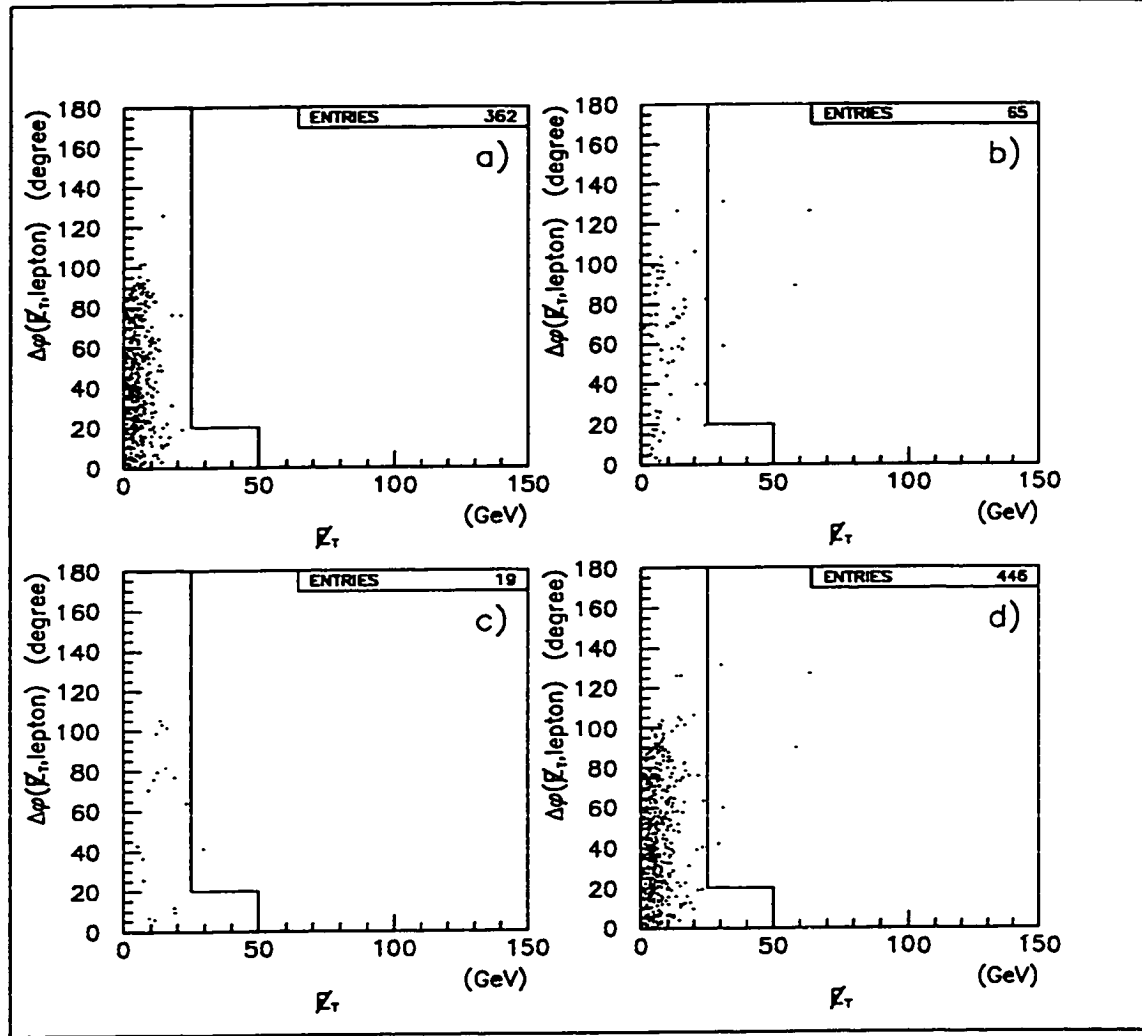 ENTRIES 362
a)
Δφ(E̸T,lepton) (degree)
180
160
140
120
100
80
60
40
20
0
0 50 100 150
(GeV)
E̸T
ENTRIES 65
b)
Δφ(E̸T,lepton) (degree)
180
160
140
120
100
80
60
40
20
0
0 50 100 150
(GeV)
E̸T
ENTRIES 19
c)
Δφ(E̸T,lepton) (degree)
180
160
140
120
100
80
60
40
20
0
0 50 100 150
(GeV)
E̸T
ENTRIES 446
d)
Δφ(E̸T,lepton) (degree)
180
160
140
120
100
80
60
40
20
0
0 50 100 150
(GeV)
E̸T